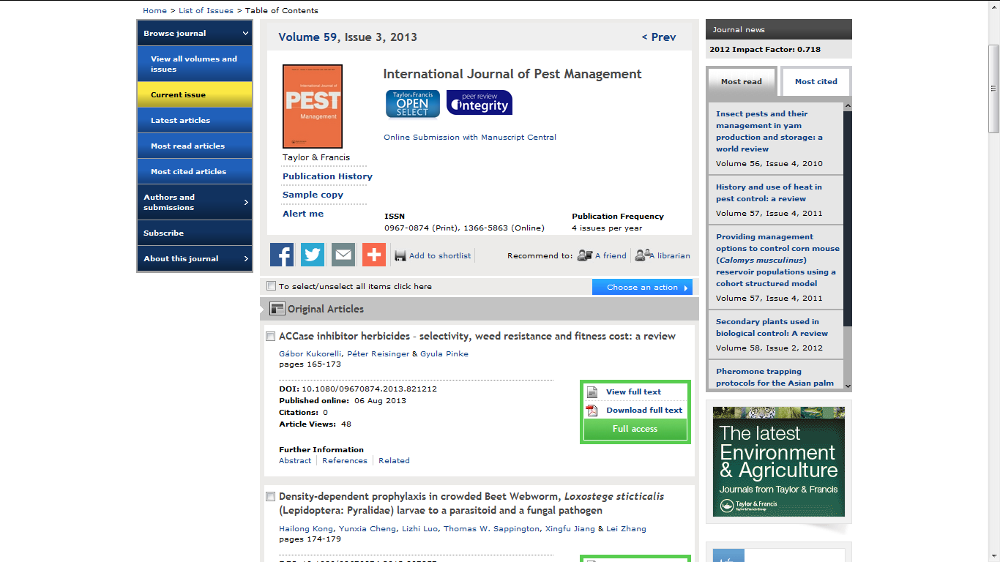 Home > List of Issues > Table of Contents
Browse journal
View all volumes and
issues
Current issue
Latest articles
Most read articles
Most cited articles
Authors and
submissions
Subscribe
About this journal
Volume 59, Issue 3, 2013
< Prev
International Journal of
PEST
Management
Taylor & Francis
Publication History
Sample copy
Alert me
International Journal of Pest Management
Taylor & Francis
OPEN
SELECT
peer review
integrity
Online Submission with Manuscript Central
ISSN
0967-0874 (Print), 1366-5863 (Online)
Publication Frequency
4 issues per year
Add to shortlist
Recommend to: A friend A librarian
To select/unselect all items click here
Choose an action
Original Articles
ACCase inhibitor herbicides – selectivity, weed resistance and fitness cost: a review
Gábor Kukorelli, Péter Reisinger & Gyula Pinke
pages 165-173
DOI: 10.1080/09670874.2013.821212
Published online: 06 Aug 2013
Citations: 0
Article Views: 48
Further Information
Abstract References Related
View full text
Download full text
Full access
Density-dependent prophylaxis in crowded Beet Webworm, Loxostege sticticalis
(Lepidoptera: Pyralidae) larvae to a parasitoid and a fungal pathogen
Hailong Kong, Yunxia Cheng, Lizhi Luo, Thomas W. Sappington, Xingfu Jiang & Lei Zhang
pages 174-179
Journal news
2012 Impact Factor: 0.718
Most read
Most cited
Insect pests and their
management in yam
production and storage: a
world review
Volume 56, Issue 4, 2010
History and use of heat in
pest control: a review
Volume 57, Issue 4, 2011
Providing management
options to control corn mouse
(Calomys musculinus)
reservoir populations using a
cohort structured model
Volume 57, Issue 4, 2011
Secondary plants used in
biological control: A review
Volume 58, Issue 2, 2012
Pheromone trapping
protocols for the Asian palm
The latest
Environment
& Agriculture
Journals from Taylor & Francis
Taylor & Francis
Taylor & Francis Group